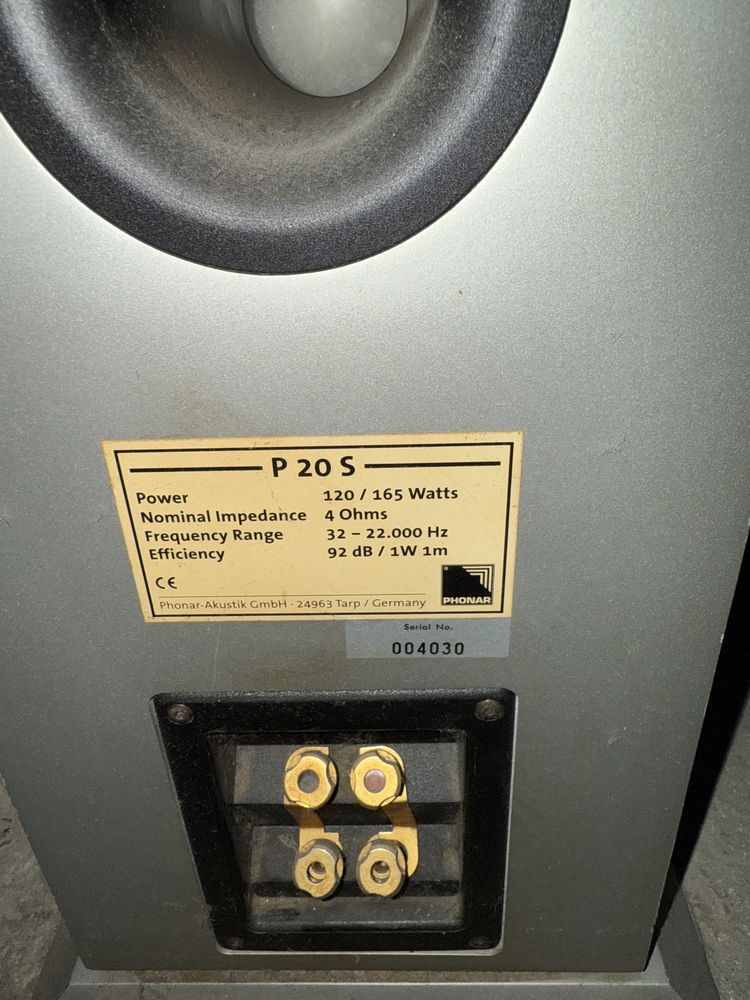 P 20 S
Power 120 / 165 Watts
Nominal Impedance 4 Ohms
Frequency Range 32 – 22.000 Hz
Efficiency 92 dB / 1W 1m
CE
PHONAR
Phonar-Akustik GmbH · 24963 Tarp / Germany
Serial No.
004030